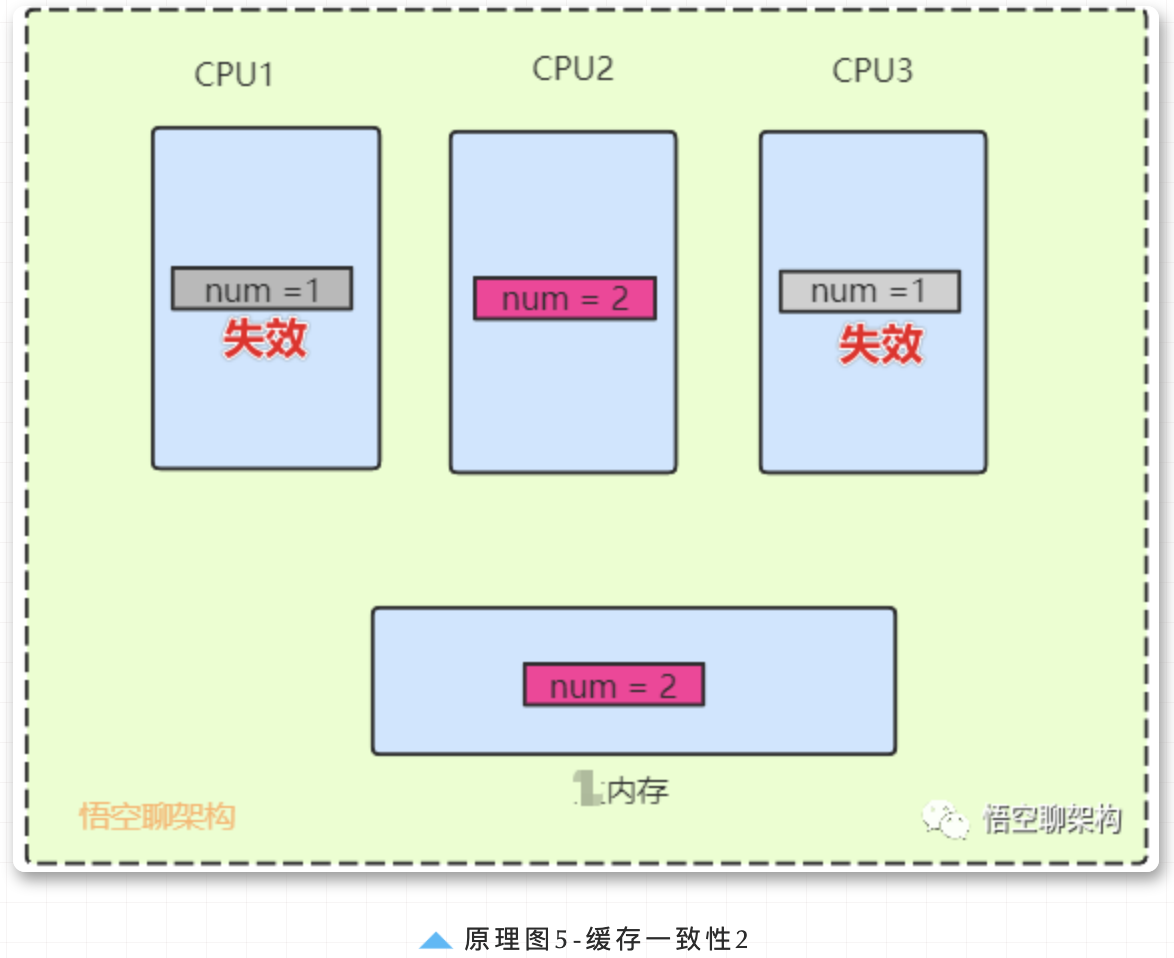 CPU1
CPU2
CPU3
num =1
num = 2
num =1
失效
失效
num = 2
内存
悟空聊架构
悟空聊架构
原理图5-缓存一致性2